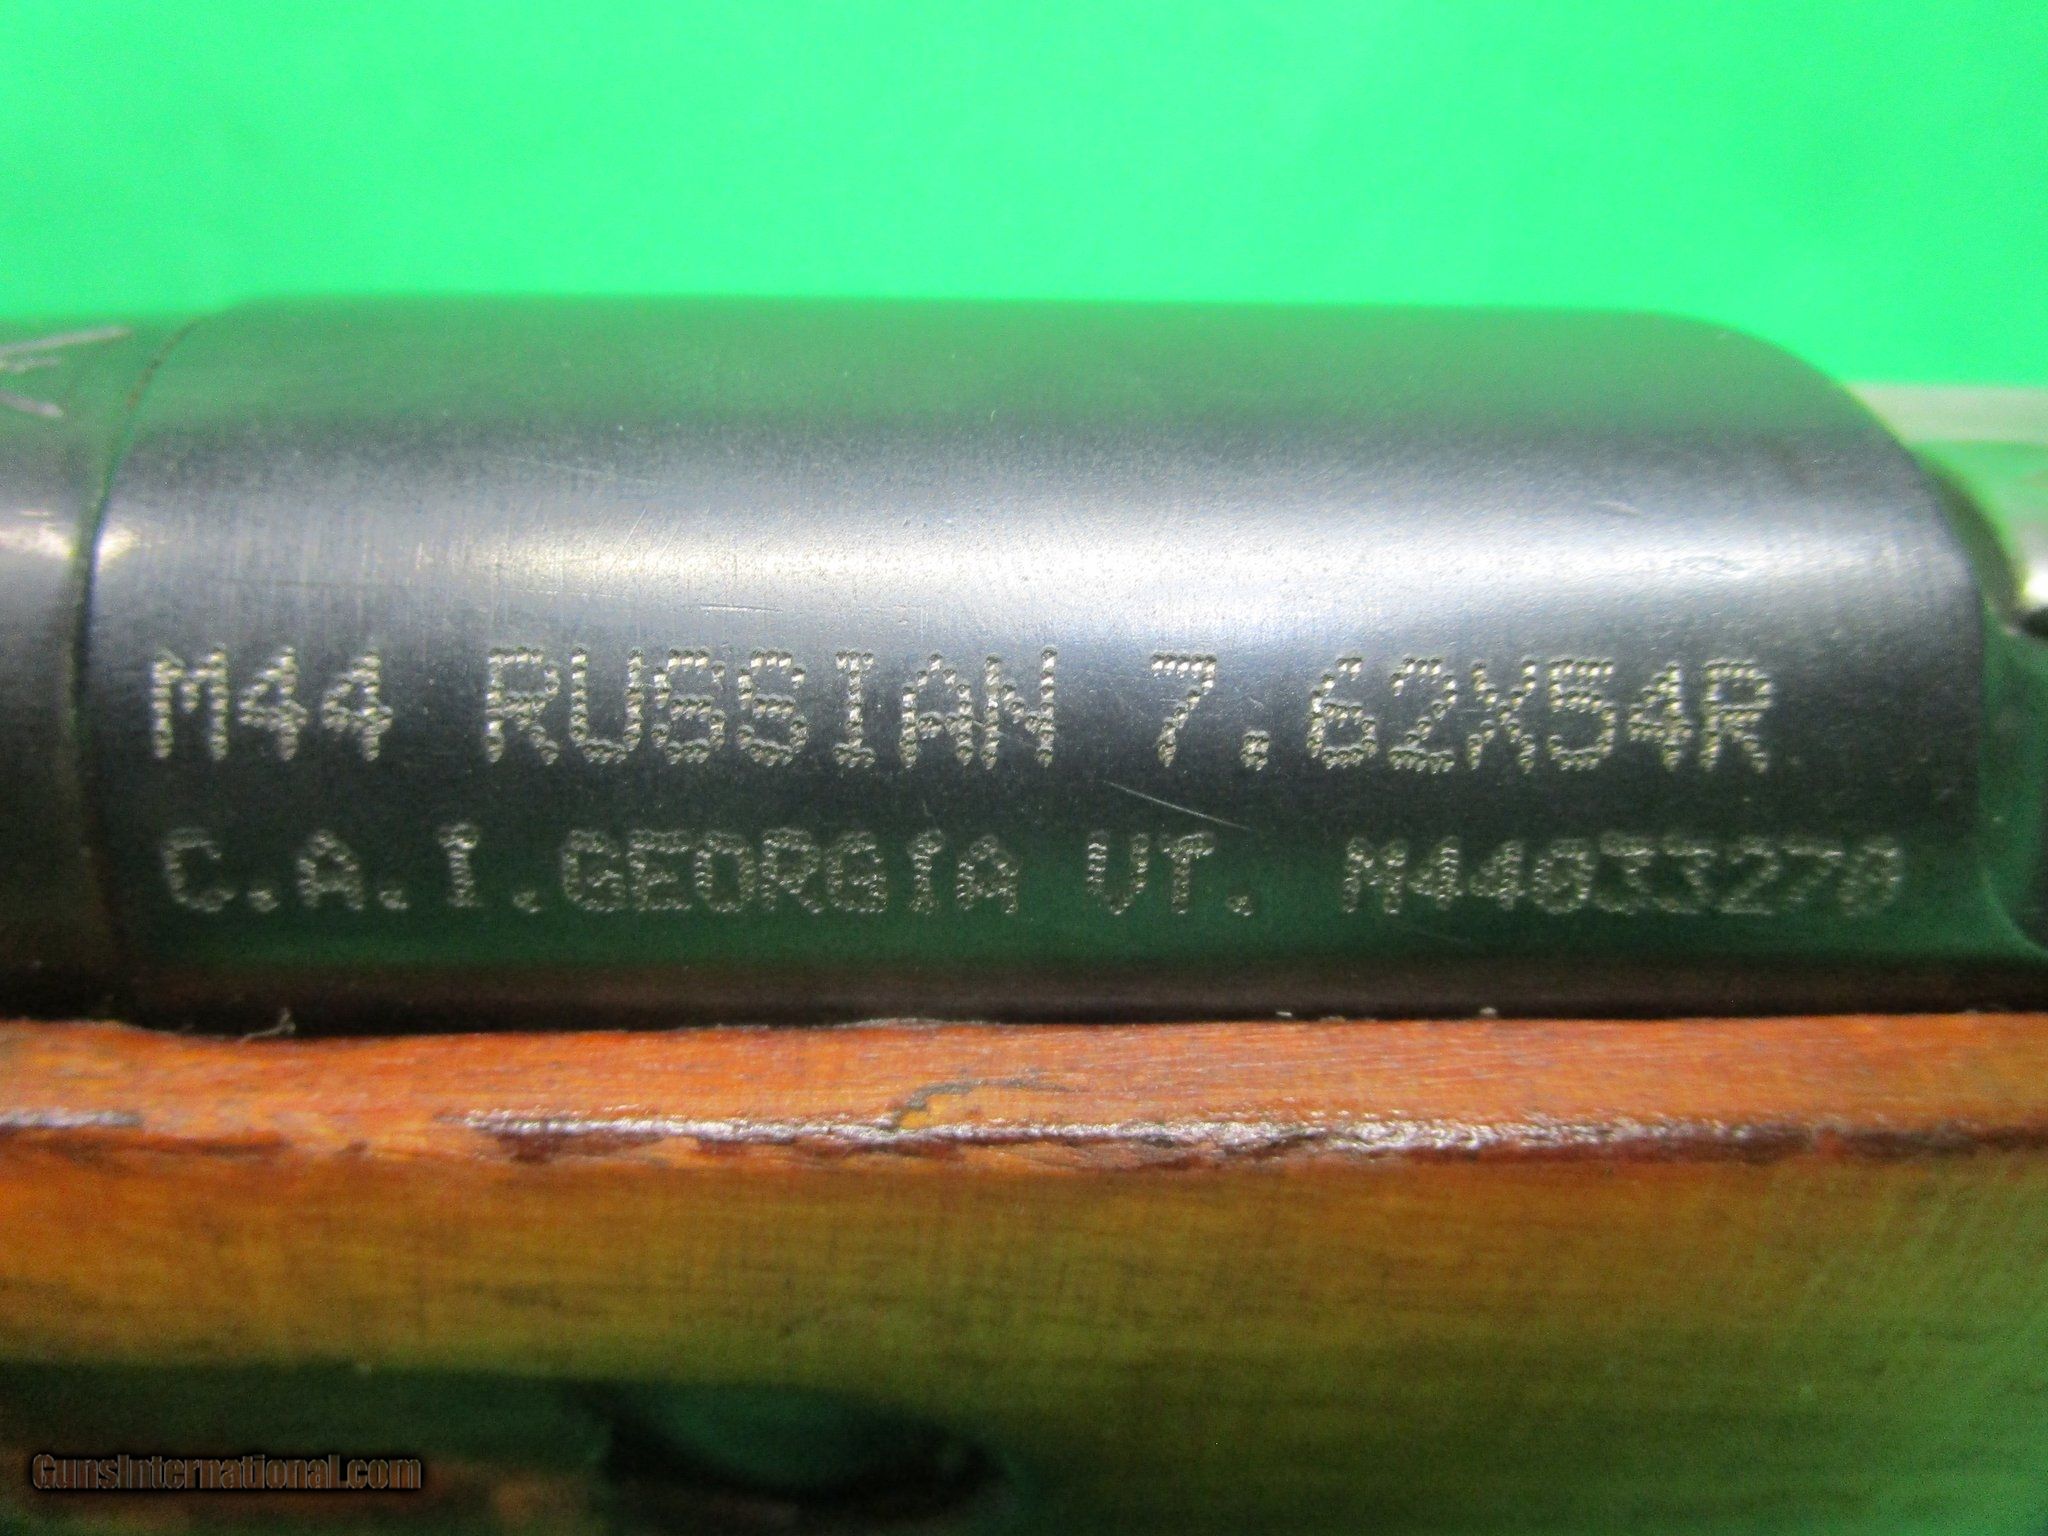 M44 RUSSIAN 7.62X54R
C.A.I.GEORGIA VT. M44033270
GunsInternational.com